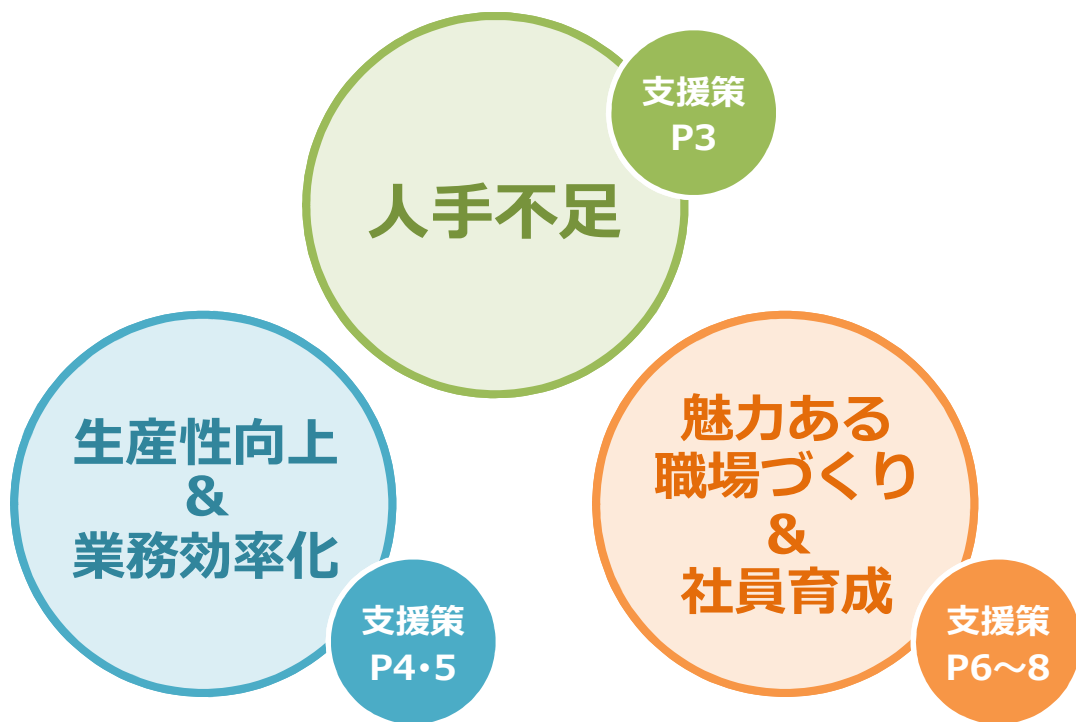 人手不足
支援策
P3
生産性向上
&
業務効率化
支援策
P4・5
魅力ある
職場づくり
&
社員育成
支援策
P6～8